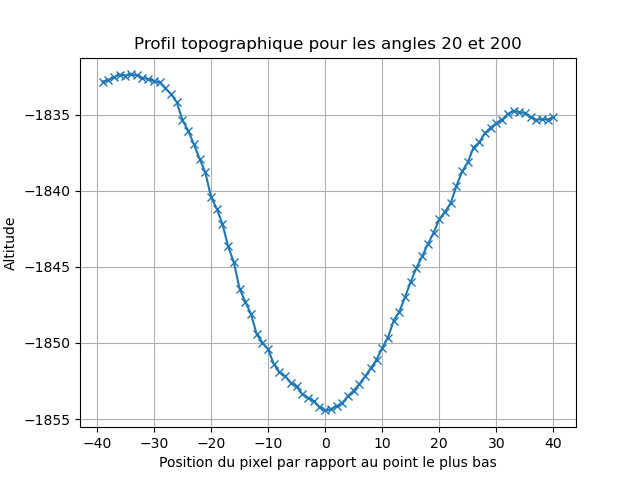 Profil topographique pour les angles 20 et 200
Altitude
−1835
−1840
−1845
−1850
−1855
−40 −30 −20 −10 0 10 20 30 40
Position du pixel par rapport au point le plus bas